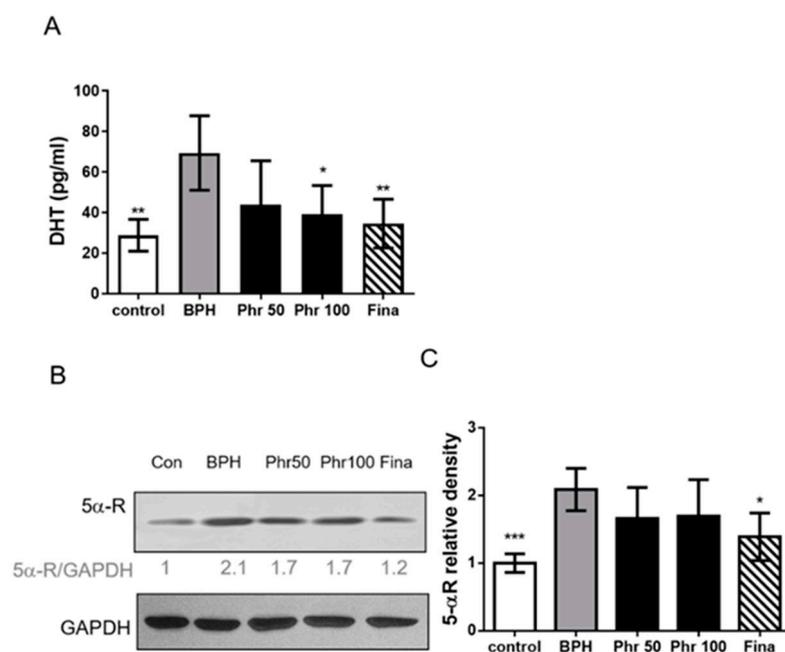 A
DHT (pg/ml)
100
80
60
40
20
0
**
*
**
control BPH Phr 50 Phr 100 Fina
B
Con BPH Phr50 Phr100 Fina
5α-R
5α-R/GAPDH 1 2.1 1.7 1.7 1.2
GAPDH
C
5-αR relative density
3
2
1
0
***
*
control BPH Phr 50 Phr 100 Fina